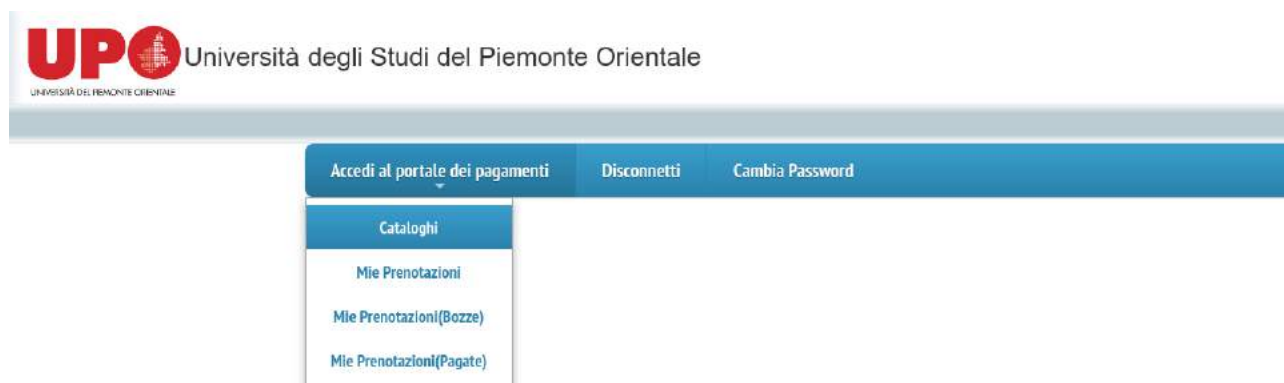 UPO
Università degli Studi del Piemonte Orientale
UNIVERSITÀ DEL PIEMONTE ORIENTALE
Accedi al portale dei pagamenti Disconnetti Cambia Password
Cataloghi
Mie Prenotazioni
Mie Prenotazioni(Bozze)
Mie Prenotazioni(Pagate)